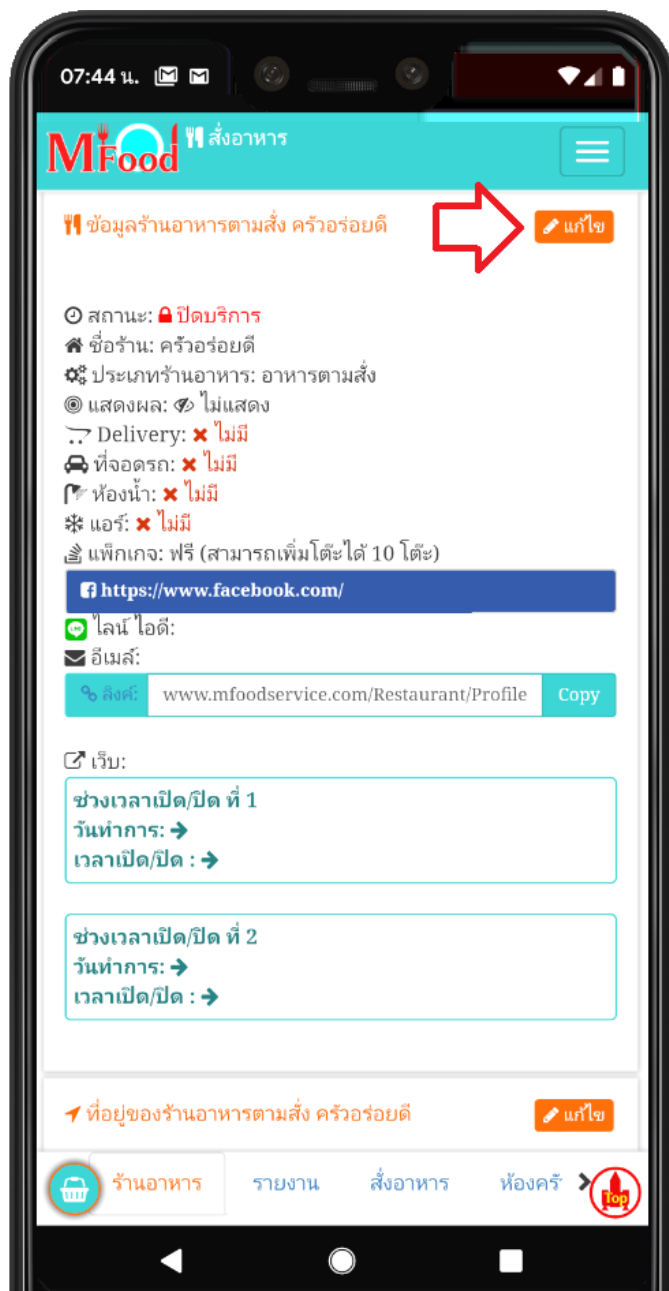 07:44 น.
MFood สั่งอาหาร
ข้อมูลร้านอาหารตามสั่ง ครัวอร่อยดี
แก้ไข
สถานะ: ปิดบริการ
ชื่อร้าน: ครัวอร่อยดี
ประเภทร้านอาหาร: อาหารตามสั่ง
แสดงผล: ไม่แสดง
Delivery: ไม่มี
ที่จอดรถ: ไม่มี
ห้องน้ำ: ไม่มี
แอร์: ไม่มี
แพ็กเกจ: ฟรี (สามารถเพิ่มโต๊ะได้ 10 โต๊ะ)
https://www.facebook.com/
ไลน์ ไอดี:
อีเมล์:
ลิงค์: www.mfoodservice.com/Restaurant/Profile Copy
เว็บ:
ช่วงเวลาเปิด/ปิด ที่ 1
วันทำการ:
เวลาเปิด/ปิด :
ช่วงเวลาเปิด/ปิด ที่ 2
วันทำการ:
เวลาเปิด/ปิด :
ที่อยู่ของร้านอาหารตามสั่ง ครัวอร่อยดี
แก้ไข
ร้านอาหาร รายงาน สั่งอาหาร ห้องครั
Top